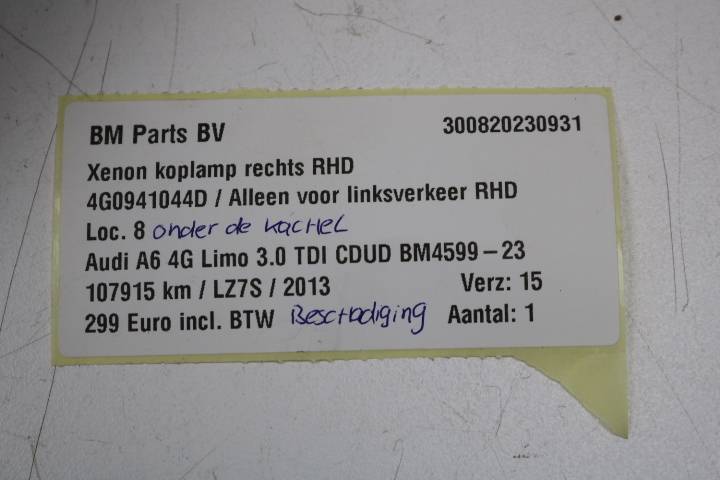 BM Parts BV 300820230931
Xenon koplamp rechts RHD
4G0941044D / Alleen voor linksverkeer RHD
Loc. 8 onder de kachel
Audi A6 4G Limo 3.0 TDI CDUD BM4599-23
107915 km / LZ7S / 2013 Verz: 15
299 Euro incl. BTW Beschadiging Aantal: 1